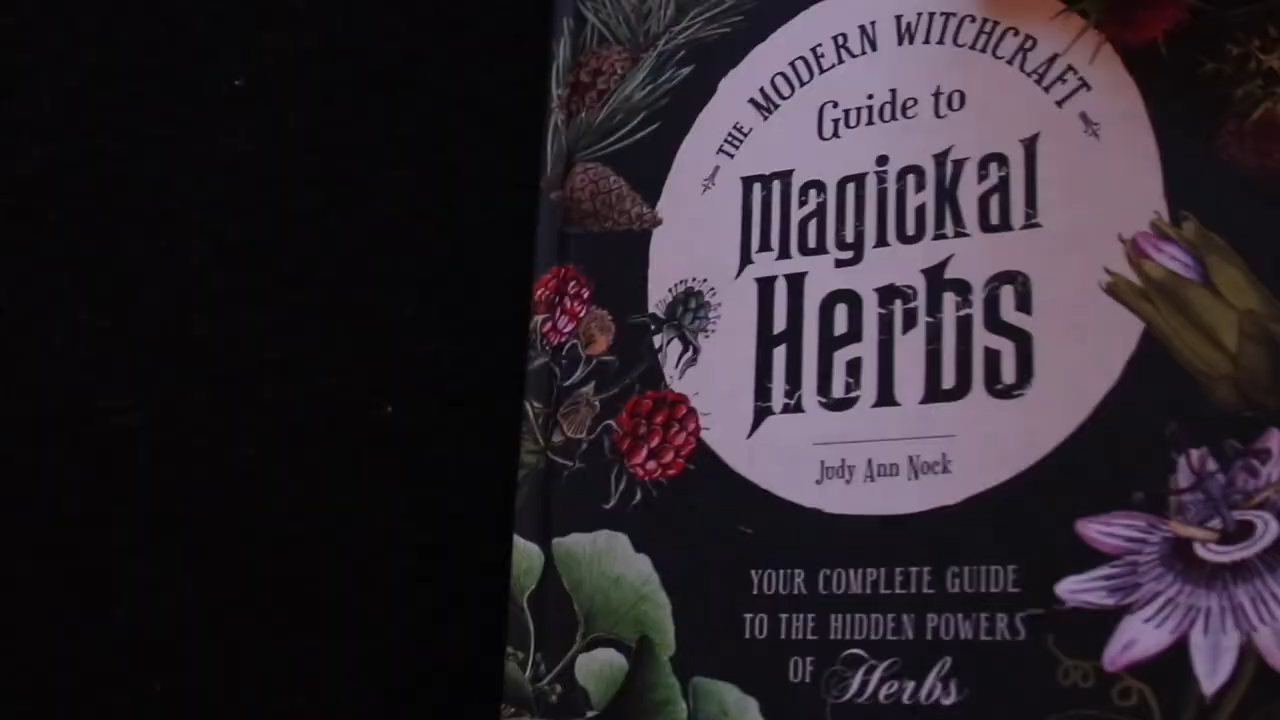 THE MODERN WITCHCRAFT
Guide to
Magickal
Herbs
Judy Ann Nock
YOUR COMPLETE GUIDE
TO THE HIDDEN POWERS
OF Herbs